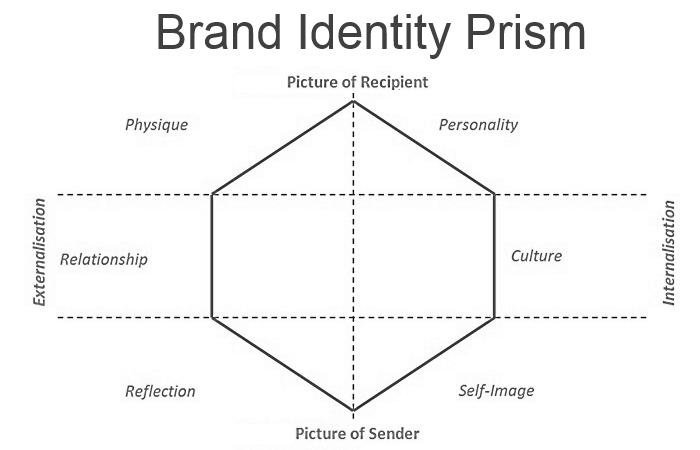 Brand Identity Prism
Picture of Recipient
Physique
Personality
Externalisation
Relationship
Culture
Internalisation
Reflection
Self-Image
Picture of Sender